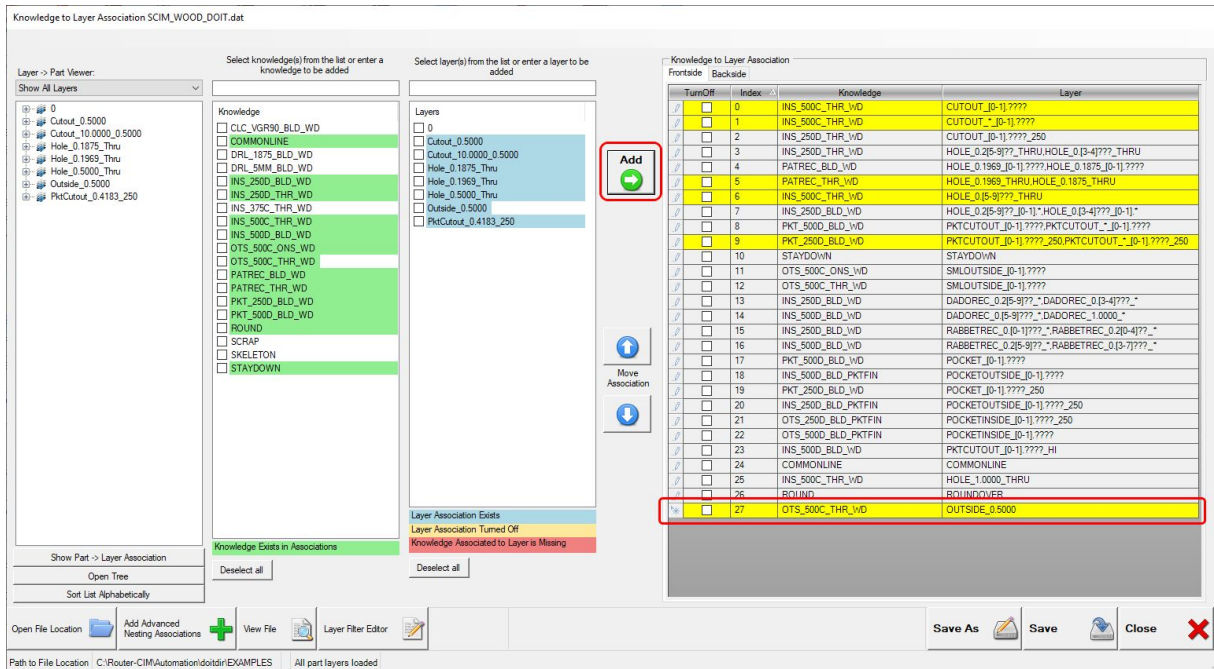 Knowledge to Layer Association SCIM_WOOD_DOIT.dat
Layer -> Part Viewer:
Show All Layers
0
Cutout_0.5000
Cutout_10.0000_0.5000
Hole_0.1875_Thru
Hole_0.1969_Thru
Hole_0.5000_Thru
Outside_0.5000
PktCutout_0.4183_250
Show Part -> Layer Association
Open Tree
Sort List Alphabetically
Select knowledge(s) from the list or enter a
knowledge to be added
Knowledge
CLC_VGR90_BLD_WD
COMMONLINE
DRL_1875_BLD_WD
DRL_5MM_BLD_WD
INS_250D_BLD_WD
INS_250D_THR_WD
INS_375C_THR_WD
INS_500C_THR_WD
INS_500D_BLD_WD
OTS_500C_ONS_WD
OTS_500C_THR_WD
PATREC_BLD_WD
PATREC_THR_WD
PKT_250D_BLD_WD
PKT_500D_BLD_WD
ROUND
SCRAP
SKELETON
STAYDOWN
Knowledge Exists in Associations
Deselect all
Select layer(s) from the list or enter a layer to be
added
Layers
0
Cutout_0.5000
Cutout_10.0000_0.5000
Hole_0.1875_Thru
Hole_0.1969_Thru
Hole_0.5000_Thru
Outside_0.5000
PktCutout_0.4183_250
Layer Association Exists
Layer Association Turned Off
Knowledge Associated to Layer is Missing
Deselect all
Add
Move
Association
Knowledge to Layer Association
Frontside Backside
TurnOff Index Knowledge Layer
0 INS_500C_THR_WD CUTOUT_[0-1].????
1 INS_500C_THR_WD CUTOUT_*_[0-1].????
2 INS_250D_THR_WD CUTOUT_[0-1].????_250
3 INS_250D_THR_WD HOLE_0.2[5-9]??_THRU,HOLE_0.[3-4]???_THRU
4 PATREC_BLD_WD HOLE_0.1969_[0-1].????,HOLE_0.1875_[0-1].????
5 PATREC_THR_WD HOLE_0.1969_THRU,HOLE_0.1875_THRU
6 INS_500C_THR_WD HOLE_0.[5-9]???_THRU
7 INS_250D_BLD_WD HOLE_0.2[5-9]??_[0-1].*,HOLE_0.[3-4]???_[0-1].*
8 PKT_500D_BLD_WD PKTCUTOUT_[0-1].????,PKTCUTOUT_*_[0-1].????
9 PKT_250D_BLD_WD PKTCUTOUT_[0-1].????_250,PKTCUTOUT_*_[0-1].????_250
10 STAYDOWN STAYDOWN
11 OTS_500C_ONS_WD SMLOUTSIDE_[0-1].????
12 OTS_500C_THR_WD SMLOUTSIDE_[0-1].????
13 INS_250D_BLD_WD DADOREC_0.2[5-9]??_*,DADOREC_0.[3-4]???_*
14 INS_500D_BLD_WD DADOREC_0.[5-9]???_*,DADOREC_1.0000_*
15 INS_250D_BLD_WD RABBETREC_0.[0-1]???_*,RABBETREC_0.2[0-4]??_*
16 INS_500D_BLD_WD RABBETREC_0.2[5-9]??_*,RABBETREC_0.[3-7]???_*
17 PKT_500D_BLD_WD POCKET_[0-1].????
18 INS_500D_BLD_PKTFIN POCKETOUTSIDE_[0-1].????
19 PKT_250D_BLD_WD POCKET_[0-1].????_250
20 INS_250D_BLD_PKTFIN POCKETOUTSIDE_[0-1].????_250
21 OTS_250D_BLD_PKTFIN POCKETINSIDE_[0-1].????_250
22 OTS_500D_BLD_PKTFIN POCKETINSIDE_[0-1].????
23 INS_500D_BLD_WD PKTCUTOUT_[0-1].????_HI
24 COMMONLINE COMMONLINE
25 INS_500C_THR_WD HOLE_1.0000_THRU
26 ROUND ROUNDOVER
27 OTS_500C_THR_WD OUTSIDE_0.5000
Open File Location
Add Advanced
Nesting Associations
View File
Layer Filter Editor
Save As
Save
Close
Path to File Location C:\Router-CIM\Automation\doitdir\EXAMPLES All part layers loaded